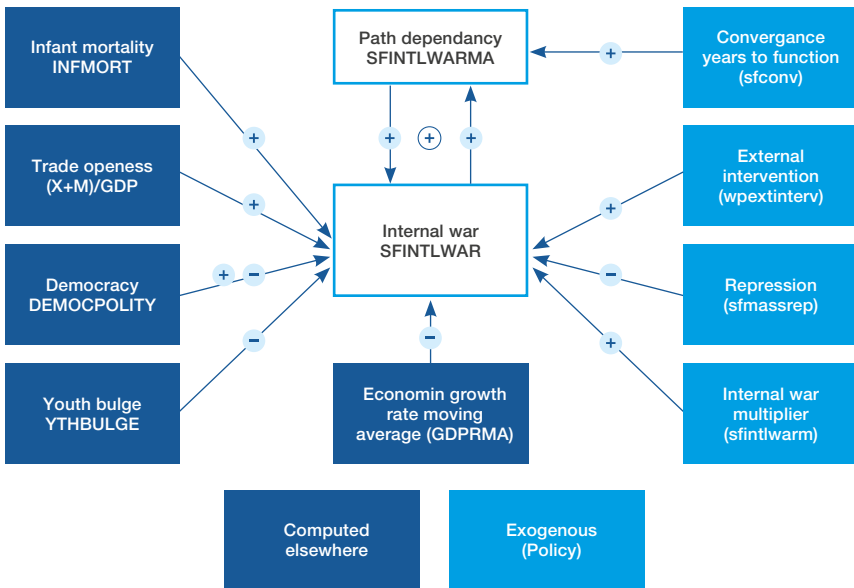 Infant mortality
INFMORT
Path dependancy
SFINTLWARMA
Convergance
years to function
(sfconv)
+
+
+
+
+
Trade openess
(X+M)/GDP
External
intervention
(wpextinterv)
+
+
Internal war
SFINTLWAR
Democracy
DEMOCPOLITY
+
−
−
Repression
(sfmassrep)
−
−
+
Youth bulge
YTHBULGE
Economin growth
rate moving
average (GDPRMA)
Internal war
multiplier
(sfintlwarm)
Computed
elsewhere
Exogenous
(Policy)